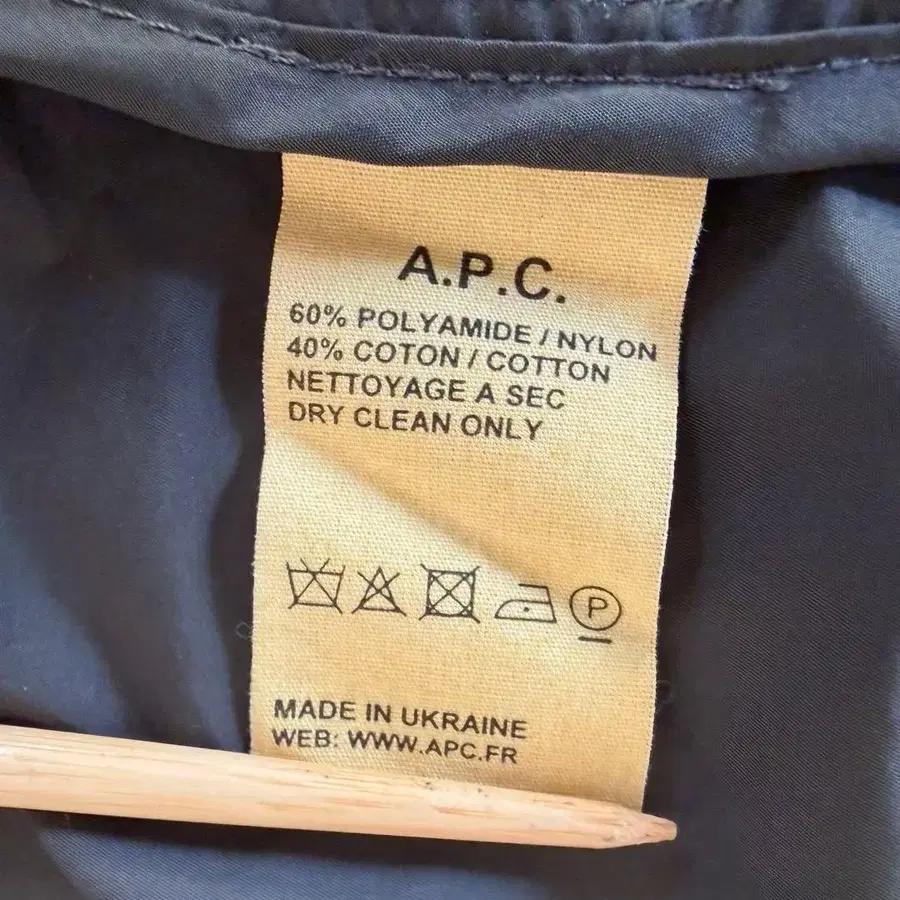 A.P.C.
60% POLYAMIDE / NYLON
40% COTON / COTTON
NETTOYAGE A SEC
DRY CLEAN ONLY
P
MADE IN UKRAINE
WEB: WWW.APC.FR